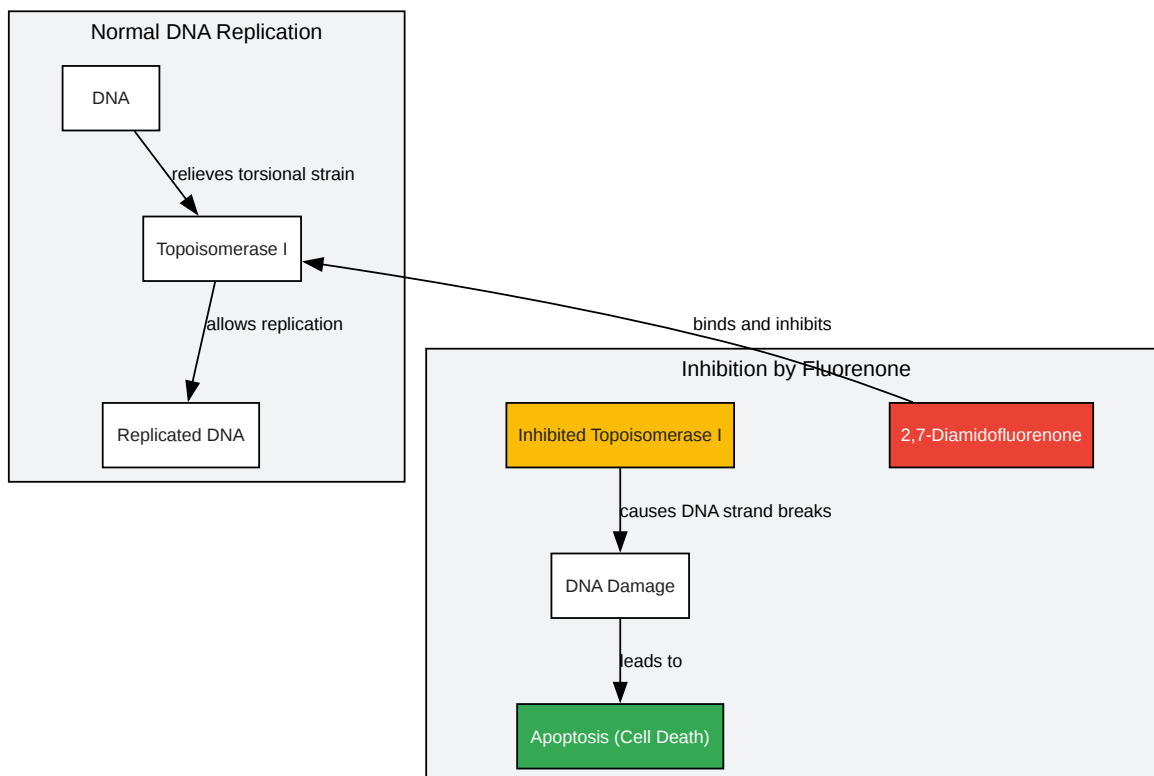 Normal DNA Replication
DNA
relieves torsional strain
Topoisomerase I
allows replication
Replicated DNA
binds and inhibits
Inhibition by Fluorenone
Inhibited Topoisomerase I
2,7-Diamidofluorenone
causes DNA strand breaks
DNA Damage
leads to
Apoptosis (Cell Death)